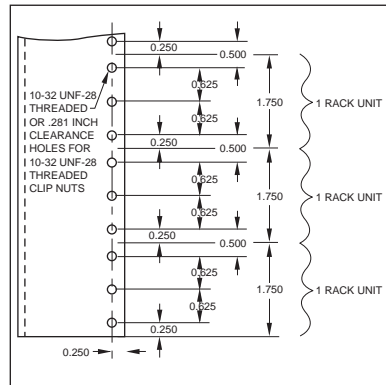 0.250
0.500
10-32 UNF-28
THREADED
OR .281 INCH
CLEARANCE
HOLES FOR
10-32 UNF-28
THREADED
CLIP NUTS
0.625
1.750
1 RACK UNIT
0.625
0.250
0.500
0.625
1.750
1 RACK UNIT
0.625
0.250
0.500
0.625
1.750
1 RACK UNIT
0.625
0.250
0.250